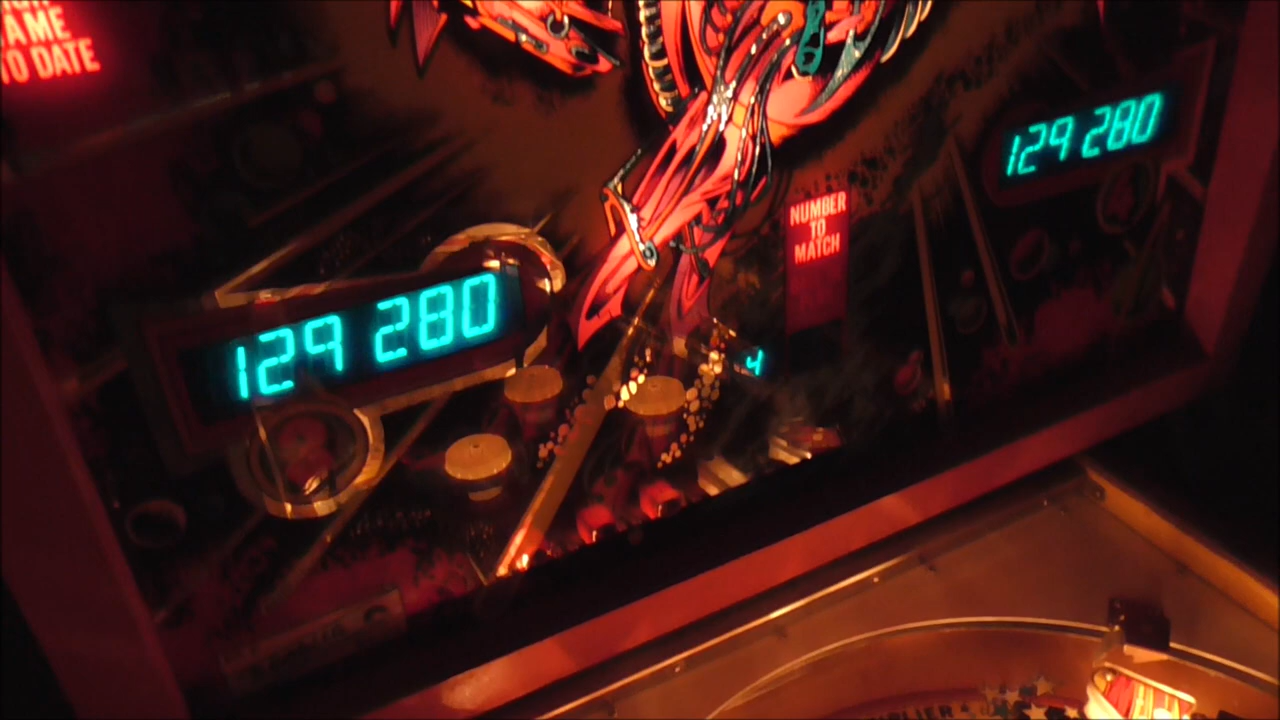 AME
TO DATE
129 280
129 280
NUMBER
TO
MATCH
4